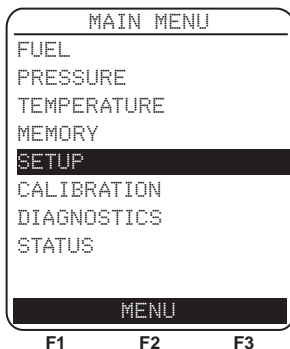 MAIN MENU
FUEL
PRESSURE
TEMPERATURE
MEMORY
SETUP
CALIBRATION
DIAGNOSTICS
STATUS
MENU
F1 F2 F3